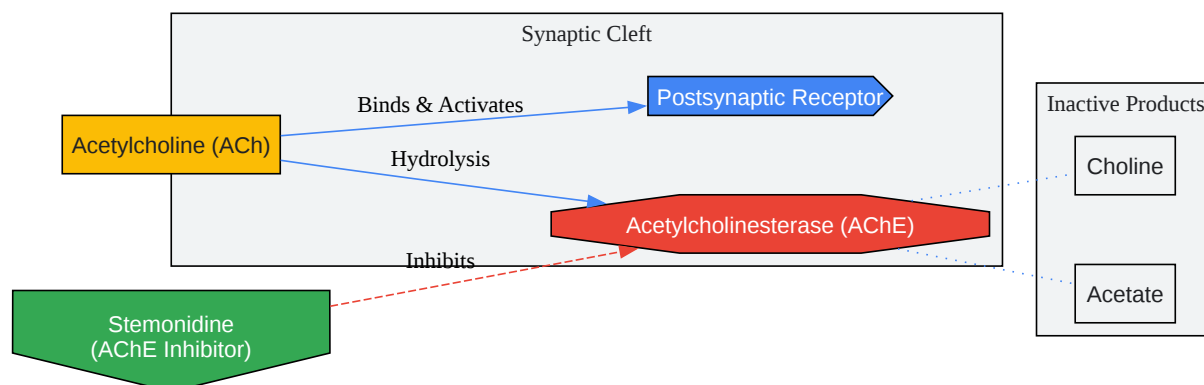 Synaptic Cleft
Binds & Activates
Postsynaptic Receptor
Inactive Products
Acetylcholine (ACh)
Hydrolysis
Choline
Acetylcholinesterase (AChE)
Inhibits
Acetate
Stemonidine
(AChE Inhibitor)